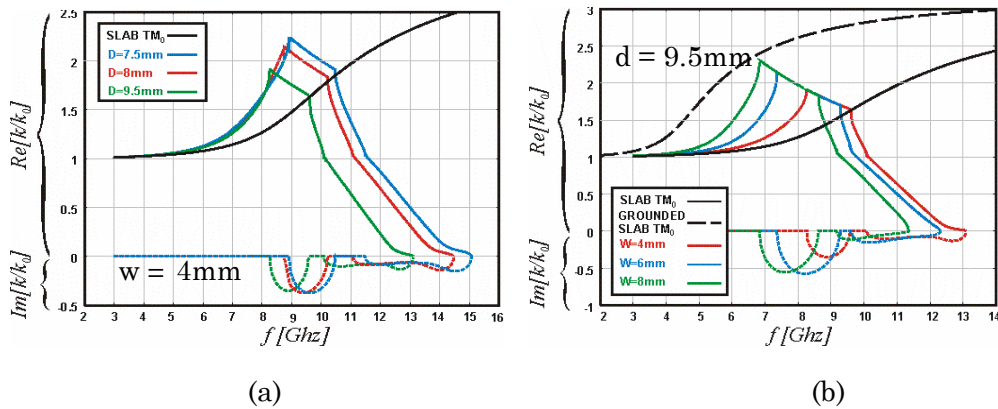 SLAB TM₀
D=7.5mm
D=8mm
D=9.5mm
Re[k/k₀]
Im[k/k₀]
2.5
2
1.5
1
0.5
0
-0.5
w = 4mm
2 3 4 5 6 7 8 9 10 11 12 13 14 15 16
f [Ghz]
(a)
d = 9.5mm
Re[k/k₀]
Im[k/k₀]
3
2.5
2
1.5
1
0.5
0
-0.5
-1
SLAB TM₀
GROUNDED
SLAB TM₀
W=4mm
W=6mm
W=8mm
2 3 4 5 6 7 8 9 10 11 12 13 14
f [Ghz]
(b)